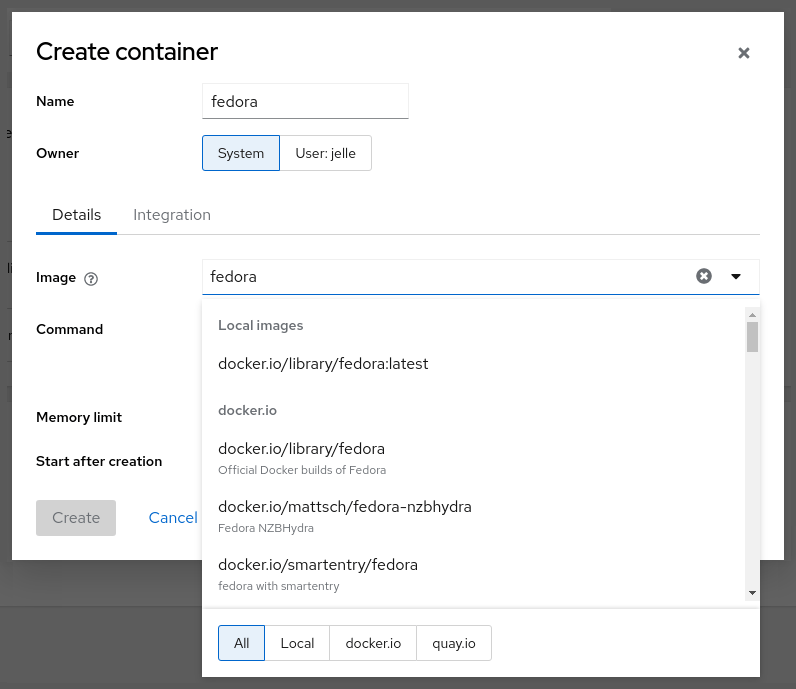 Create container
Name
fedora
Owner
System
User: jelle
Details
Integration
Image
fedora
Local images
docker.io/library/fedora:latest
docker.io
docker.io/library/fedora
Official Docker builds of Fedora
docker.io/mattsch/fedora-nzbhydra
Fedora NZBHydra
docker.io/smartentry/fedora
fedora with smartentry
All
Local
docker.io
quay.io
Command
Memory limit
Start after creation
Create
Cancel